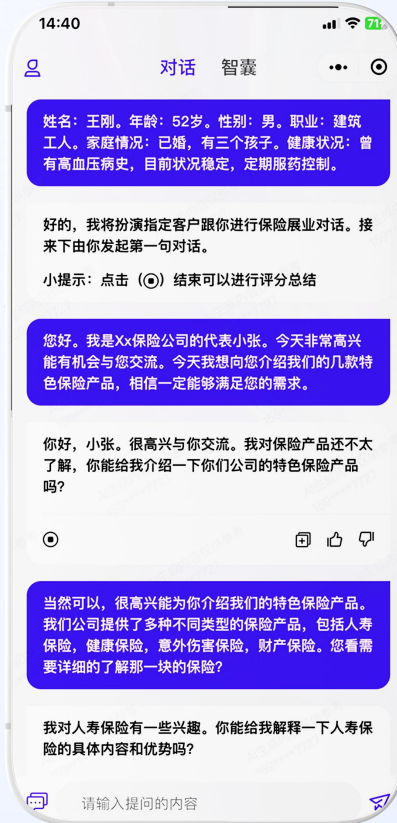 14:40
71
对话 智囊
姓名：王刚。年龄：52岁。性别：男。职业：建筑
工人。家庭情况：已婚，有三个孩子。健康状况：曾
有高血压病史，目前状况稳定，定期服药控制。
好的，我将扮演指定客户跟你进行保险展业对话。接
来下由你发起第一句对话。
小提示：点击（）结束可以进行评分总结
您好。我是Xx保险公司的代表小张。今天非常高兴
能有机会与您交流。今天我想向您介绍我们的几款特
色保险产品，相信一定能够满足您的需求。
你好，小张。很高兴与你交流。我对保险产品还不太
了解，你能给我介绍一下你们公司的特色保险产品
吗?
当然可以，很高兴能为你介绍我们的特色保险产品。
我们公司提供了多种不同类型的保险产品，包括人寿
保险，健康保险，意外伤害保险，财产保险。您看需
要详细的了解那一块的保险?
我对人寿保险有一些兴趣。你能给我解释一下人寿保
险的具体内容和优势吗?
请输入提问的内容